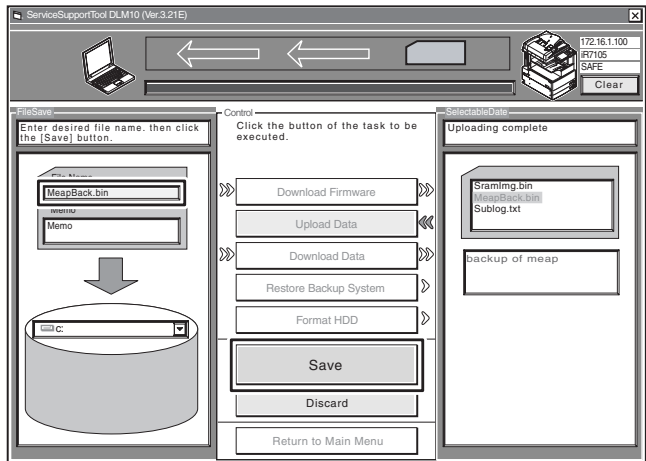 ServiceSupportTool DLM10 (Ver.3.21E)
172.16.1.100
iR7105
SAFE
Clear
FileSave
Enter desired file name. then click
the [Save] button.
File Name
MeapBack.bin
Memo
Memo
C:
Control
Click the button of the task to be
executed.
Download Firmware
Upload Data
Download Data
Restore Backup System
Format HDD
Save
Discard
Return to Main Menu
SelectableDate
Uploading complete
SramImg.bin
MeapBack.bin
Sublog.txt
backup of meap